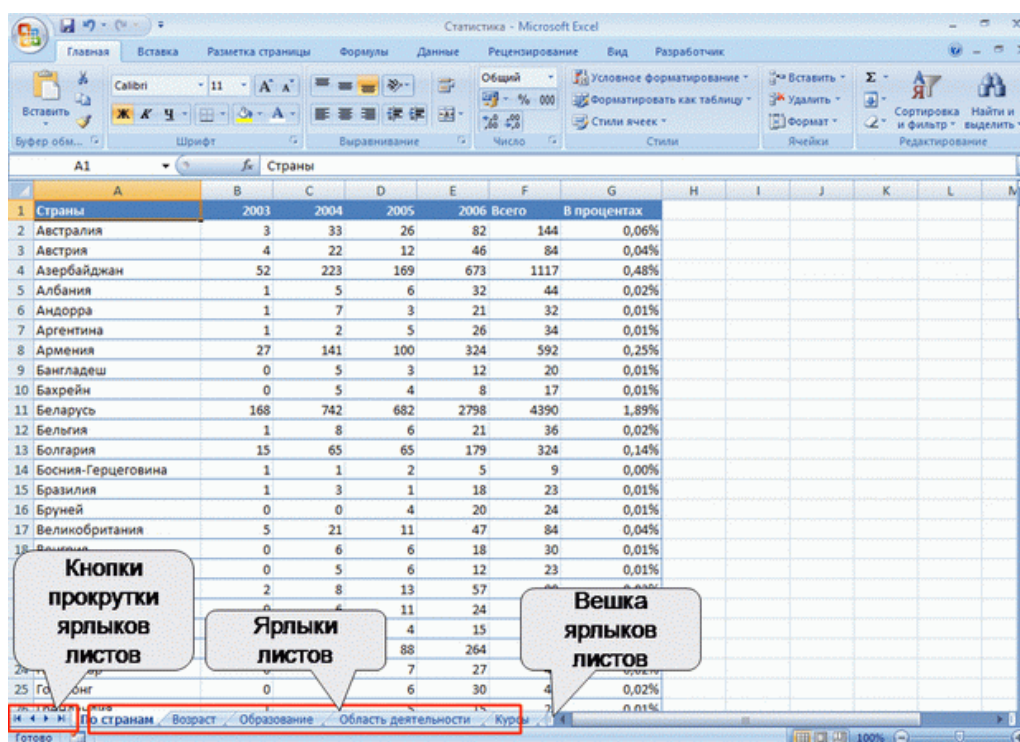 Статистика - Microsoft Excel
Главная Вставка Разметка страницы Формулы Данные Рецензирование Вид Разработчик
Вставить
Calibri 11
Ж К Ч
Общий
% 000
Условное форматирование
Форматировать как таблицу
Стили ячеек
Вставить
Удалить
Формат
Σ
Сортировка и фильтр
Найти и выделить
Буфер обм... Шрифт Выравнивание Число Стили Ячейки Редактирование
A1 fx Страны
A B C D E F G H I J K L
1 Страны 2003 2004 2005 2006 Всего В процентах
2 Австралия 3 33 26 82 144 0,06%
3 Австрия 4 22 12 46 84 0,04%
4 Азербайджан 52 223 169 673 1117 0,48%
5 Албания 1 5 6 32 44 0,02%
6 Андорра 1 7 3 21 32 0,01%
7 Аргентина 1 2 5 26 34 0,01%
8 Армения 27 141 100 324 592 0,25%
9 Бангладеш 0 5 3 12 20 0,01%
10 Бахрейн 0 5 4 8 17 0,01%
11 Беларусь 168 742 682 2798 4390 1,89%
12 Бельгия 1 8 6 21 36 0,02%
13 Болгария 15 65 65 179 324 0,14%
14 Босния-Герцеговина 1 1 2 5 9 0,00%
15 Бразилия 1 3 1 18 23 0,01%
16 Бруней 0 0 4 20 24 0,01%
17 Великобритания 5 21 11 47 84 0,04%
18 0 6 6 18 30 0,01%
0 5 6 12 23 0,01%
2 8 13 57
11 24
4 15
88 264
7 27
25 0 6 30 0,02%
Кнопки
прокрутки
ярлыков
листов
Ярлыки
листов
Вешка
ярлыков
листов
По странам Возраст Образование Область деятельности Курсы
Готово 100%